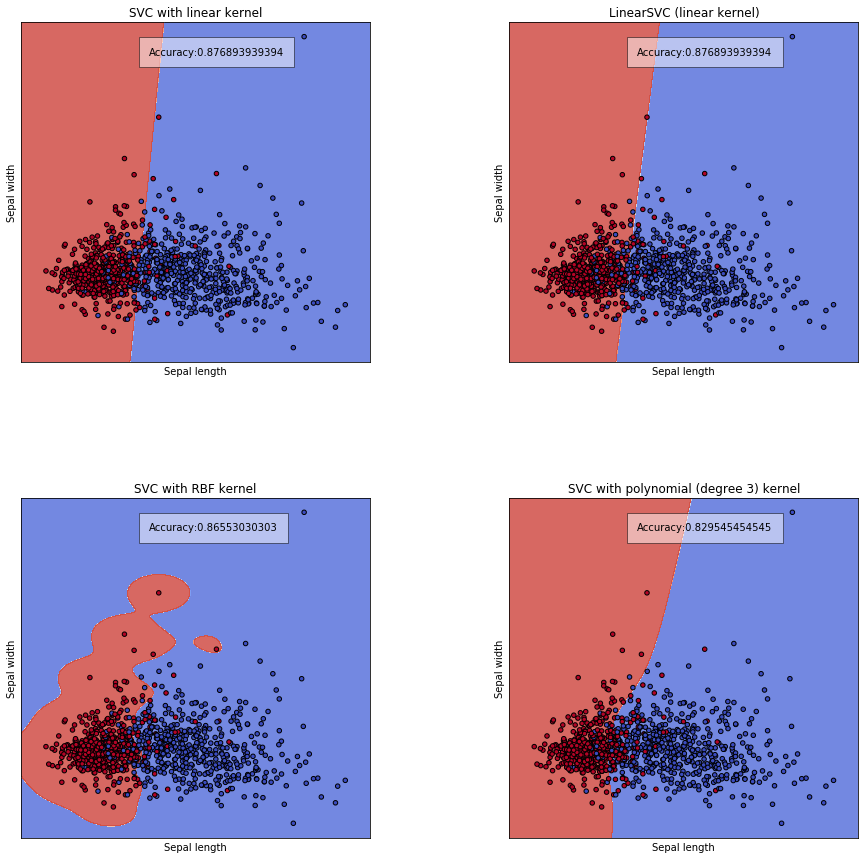 SVC with linear kernel
Accuracy:0.876893939394
Sepal width
Sepal length
LinearSVC (linear kernel)
Accuracy:0.876893939394
Sepal width
Sepal length
SVC with RBF kernel
Accuracy:0.86553030303
Sepal width
Sepal length
SVC with polynomial (degree 3) kernel
Accuracy:0.829545454545
Sepal width
Sepal length